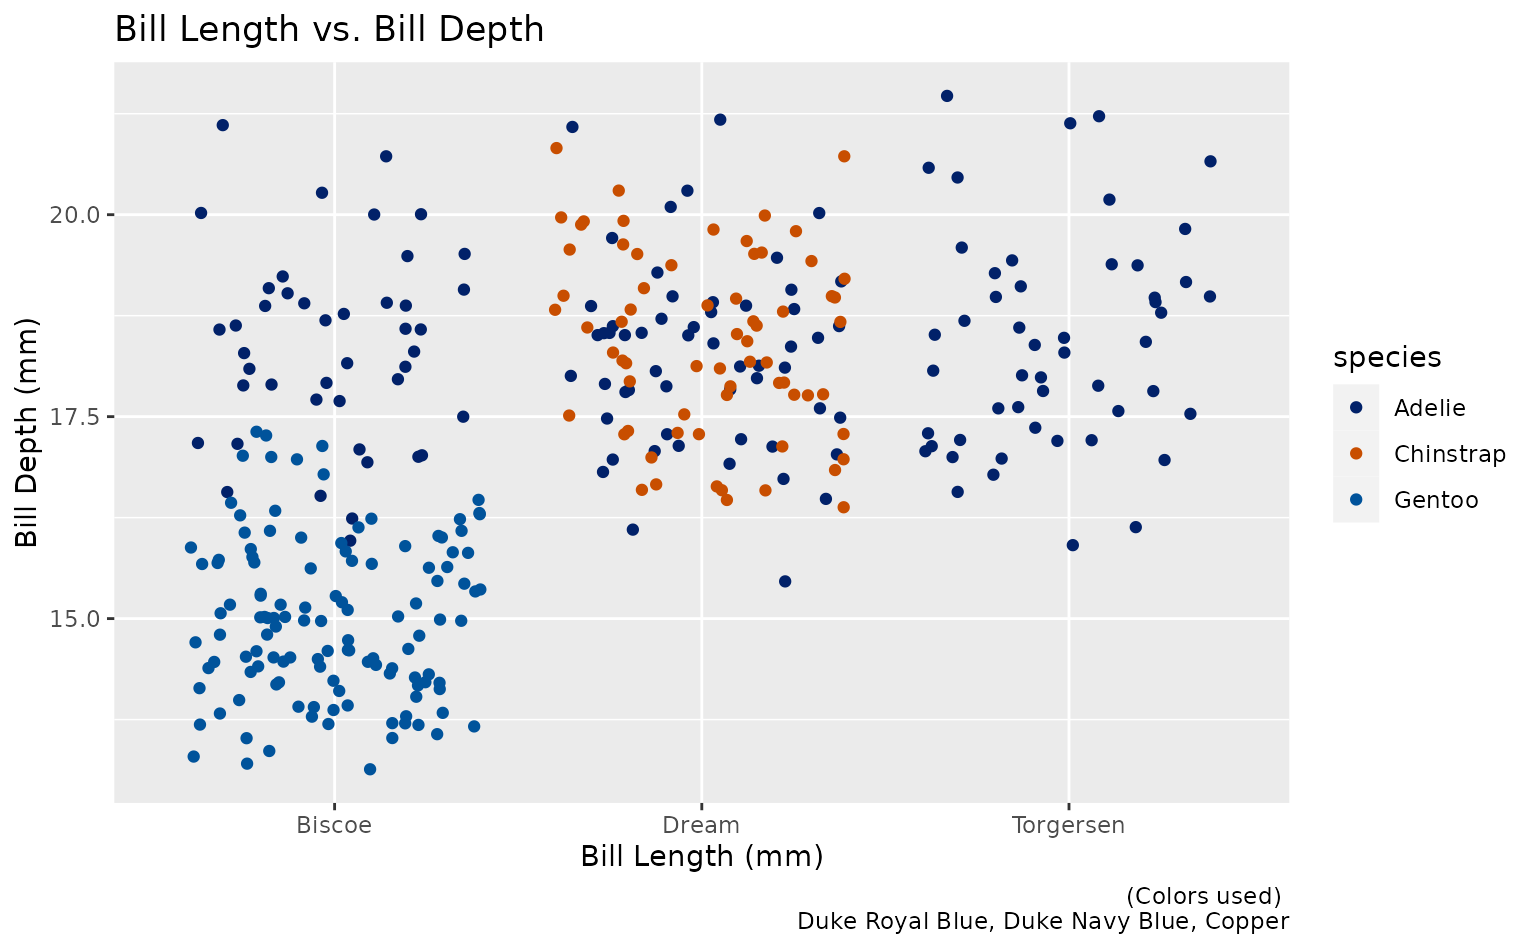 Bill Length vs. Bill Depth
Bill Depth (mm)
20.0
17.5
15.0
Biscoe Dream Torgersen
Bill Length (mm)
species
Adelie
Chinstrap
Gentoo
(Colors used)
Duke Royal Blue, Duke Navy Blue, Copper